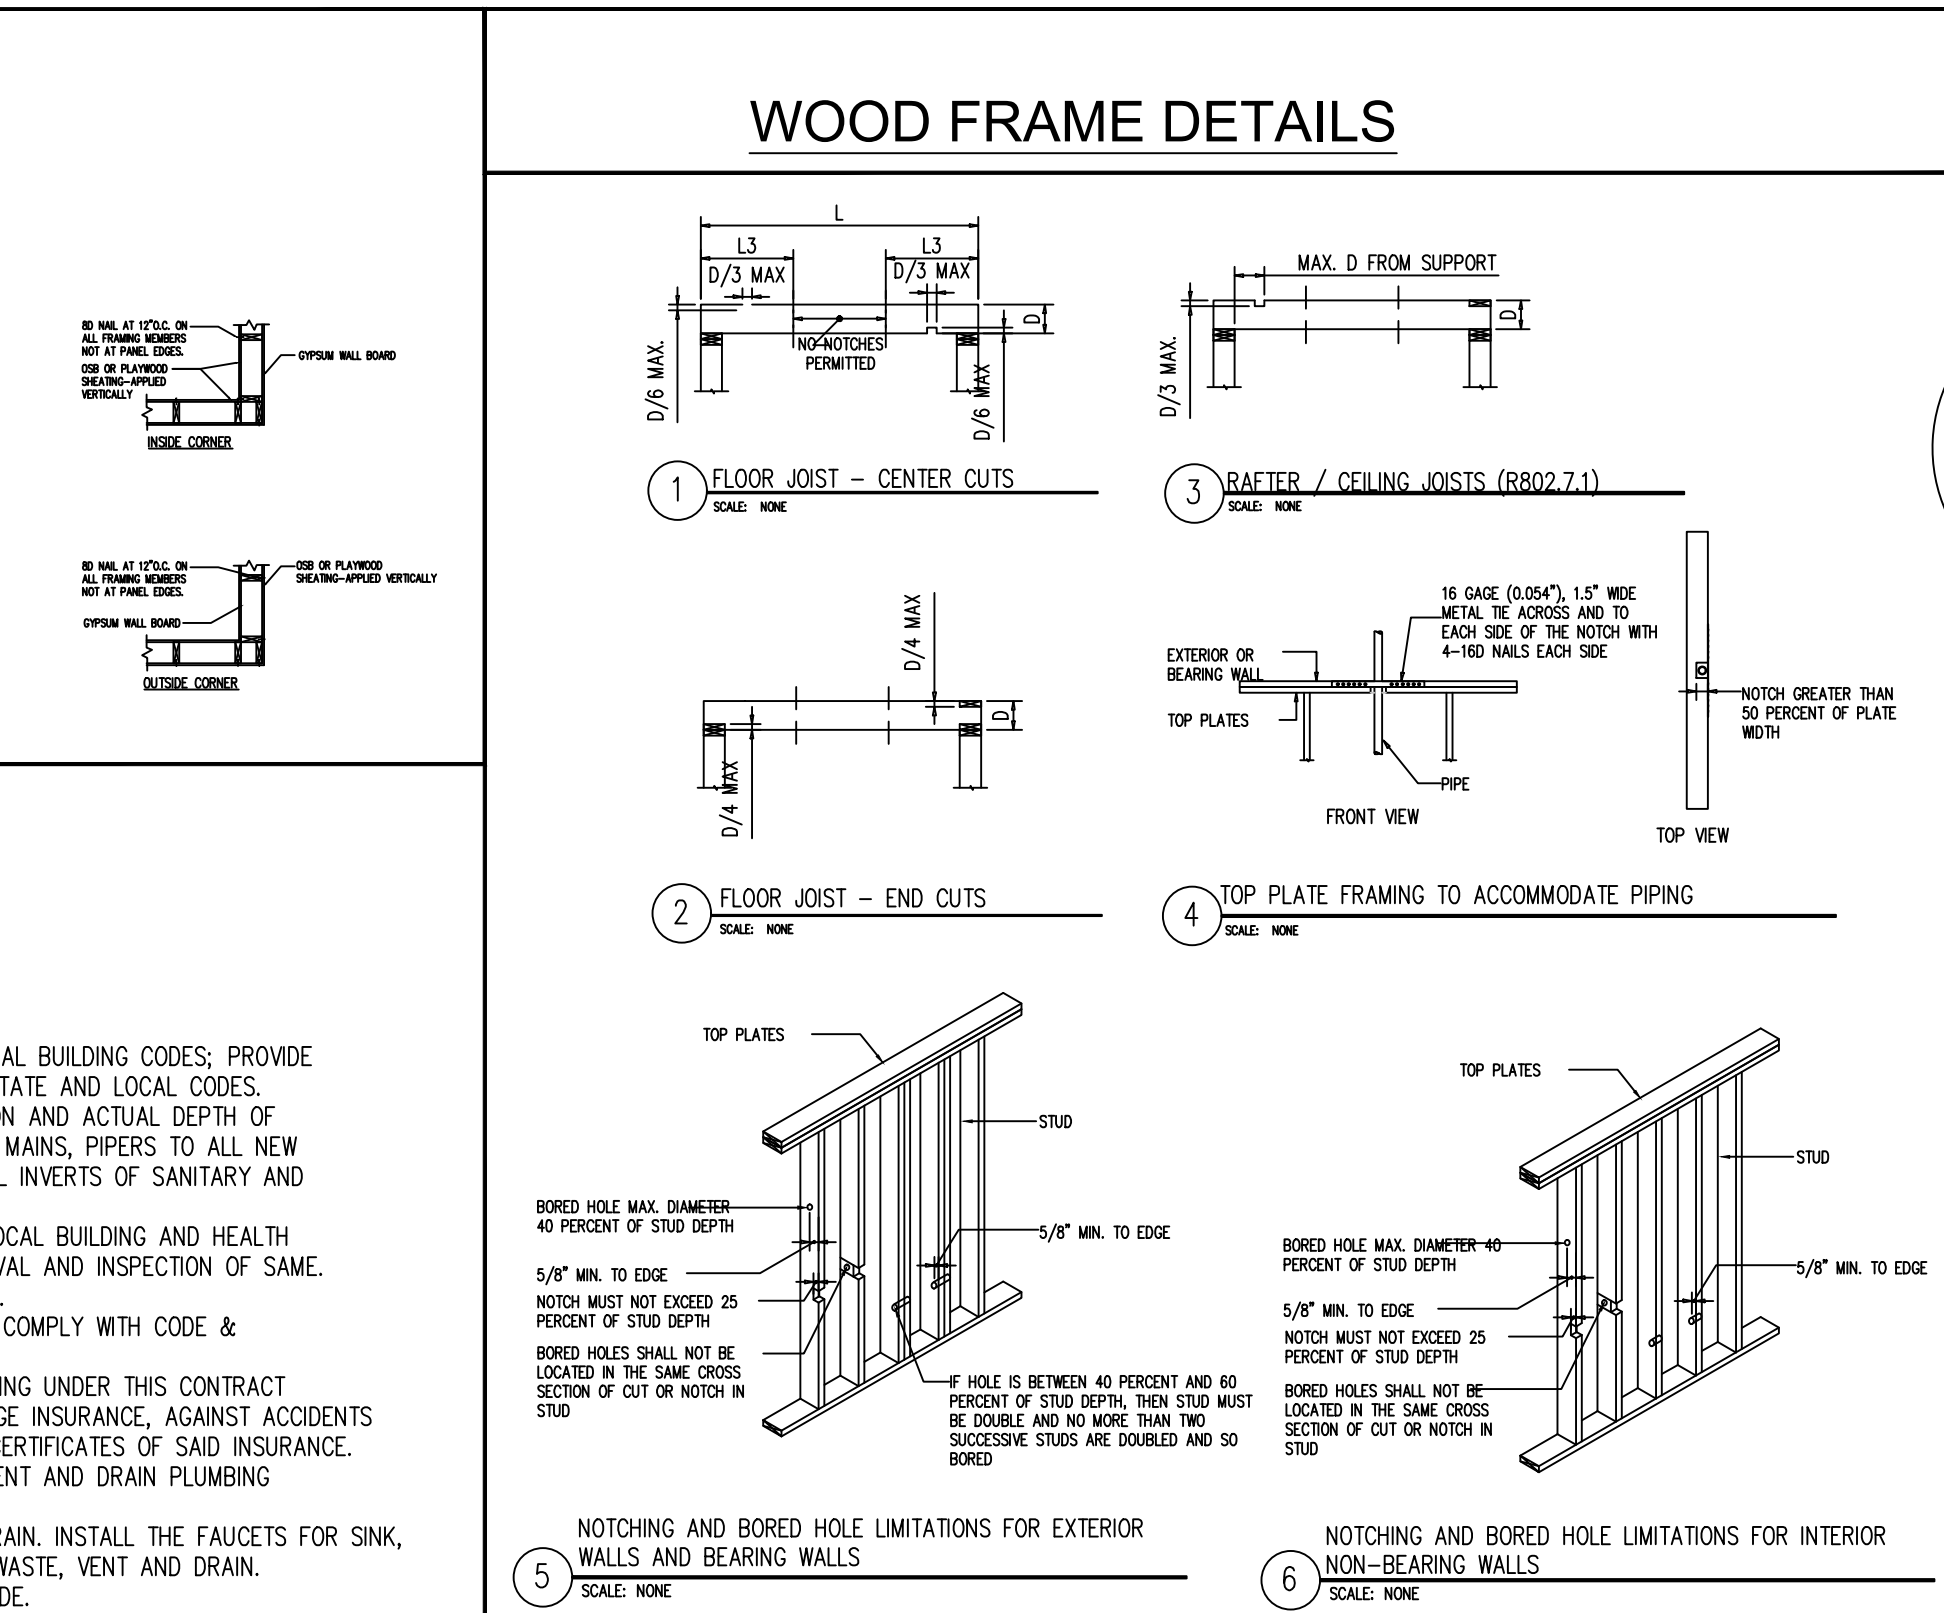 WOOD FRAME DETAILS
8D NAIL AT 12"O.C. ON
ALL FRAMING MEMBERS
NOT AT PANEL EDGES.
OSB OR PLAYWOOD
SHEATING-APPLIED
VERTICALLY
GYPSUM WALL BOARD
INSIDE CORNER
8D NAIL AT 12"O.C. ON
ALL FRAMING MEMBERS
NOT AT PANEL EDGES.
GYPSUM WALL BOARD
OSB OR PLAYWOOD
SHEATING-APPLIED VERTICALLY
OUTSIDE CORNER
AL BUILDING CODES; PROVIDE
TATE AND LOCAL CODES.
ON AND ACTUAL DEPTH OF
MAINS, PIPERS TO ALL NEW
L INVERTS OF SANITARY AND
OCAL BUILDING AND HEALTH
VAL AND INSPECTION OF SAME.
.
COMPLY WITH CODE &
ING UNDER THIS CONTRACT
GE INSURANCE, AGAINST ACCIDENTS
CERTIFICATES OF SAID INSURANCE.
ENT AND DRAIN PLUMBING
RAIN. INSTALL THE FAUCETS FOR SINK,
WASTE, VENT AND DRAIN.
DE.
L
L3
L3
D/3 MAX
D/3 MAX
D
NO NOTCHES
PERMITTED
D/6 MAX.
D/6 MAX
1
FLOOR JOIST - CENTER CUTS
SCALE: NONE
MAX. D FROM SUPPORT
D
D/3 MAX.
3
RAFTER / CEILING JOISTS (R802.7.1)
SCALE: NONE
D/4 MAX
D
D/4 MAX
2
FLOOR JOIST - END CUTS
SCALE: NONE
16 GAGE (0.054"), 1.5" WIDE
METAL TIE ACROSS AND TO
EACH SIDE OF THE NOTCH WITH
4-16D NAILS EACH SIDE
EXTERIOR OR
BEARING WALL
TOP PLATES
PIPE
FRONT VIEW
NOTCH GREATER THAN
50 PERCENT OF PLATE
WIDTH
TOP VIEW
4
TOP PLATE FRAMING TO ACCOMMODATE PIPING
SCALE: NONE
TOP PLATES
STUD
BORED HOLE MAX. DIAMETER
40 PERCENT OF STUD DEPTH
5/8" MIN. TO EDGE
5/8" MIN. TO EDGE
NOTCH MUST NOT EXCEED 25
PERCENT OF STUD DEPTH
BORED HOLES SHALL NOT BE
LOCATED IN THE SAME CROSS
SECTION OF CUT OR NOTCH IN
STUD
IF HOLE IS BETWEEN 40 PERCENT AND 60
PERCENT OF STUD DEPTH, THEN STUD MUST
BE DOUBLE AND NO MORE THAN TWO
SUCCESSIVE STUDS ARE DOUBLED AND SO
BORED
5
NOTCHING AND BORED HOLE LIMITATIONS FOR EXTERIOR
WALLS AND BEARING WALLS
SCALE: NONE
TOP PLATES
STUD
BORED HOLE MAX. DIAMETER 40
PERCENT OF STUD DEPTH
5/8" MIN. TO EDGE
5/8" MIN. TO EDGE
NOTCH MUST NOT EXCEED 25
PERCENT OF STUD DEPTH
BORED HOLES SHALL NOT BE
LOCATED IN THE SAME CROSS
SECTION OF CUT OR NOTCH IN
STUD
6
NOTCHING AND BORED HOLE LIMITATIONS FOR INTERIOR
NON-BEARING WALLS
SCALE: NONE